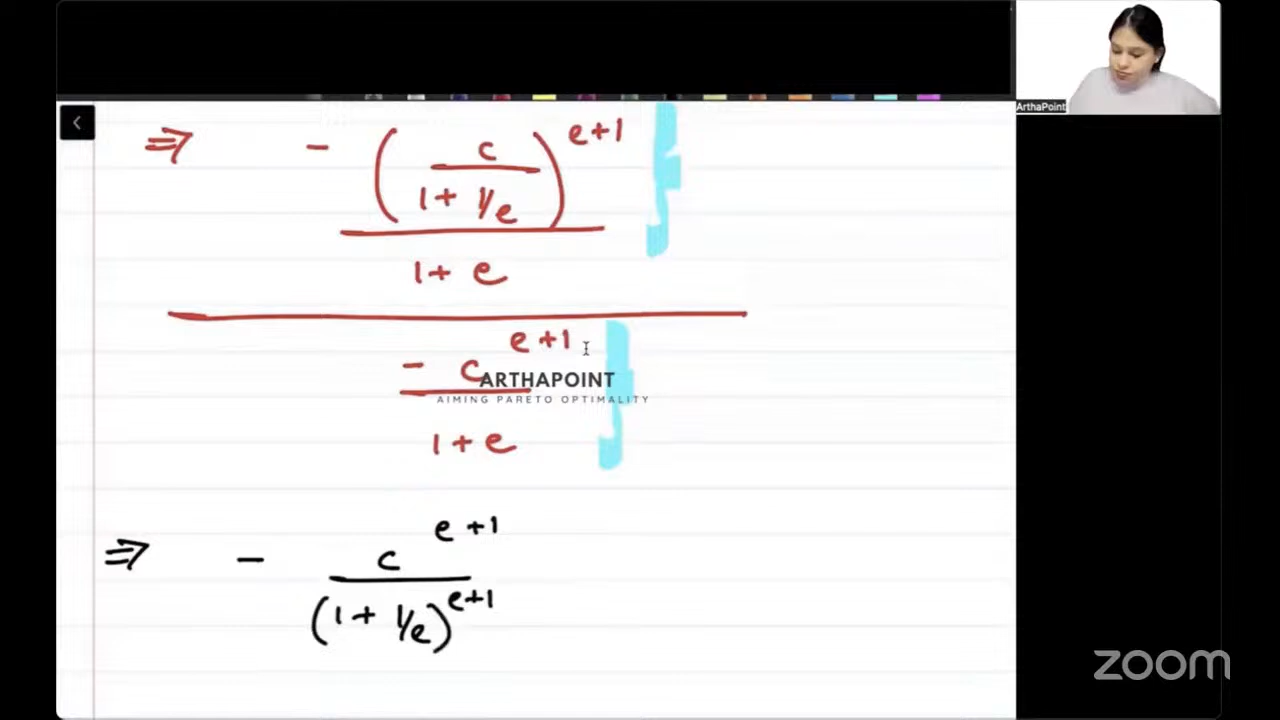 ArthaPoint
⇒ - ( c / 1 + 1/e ) e+1
1 + e
- c e+1
ARTHAPOINT
AIMING PARETO OPTIMALITY
1 + e
⇒ - c e+1
(1 + 1/e) e+1
zoom